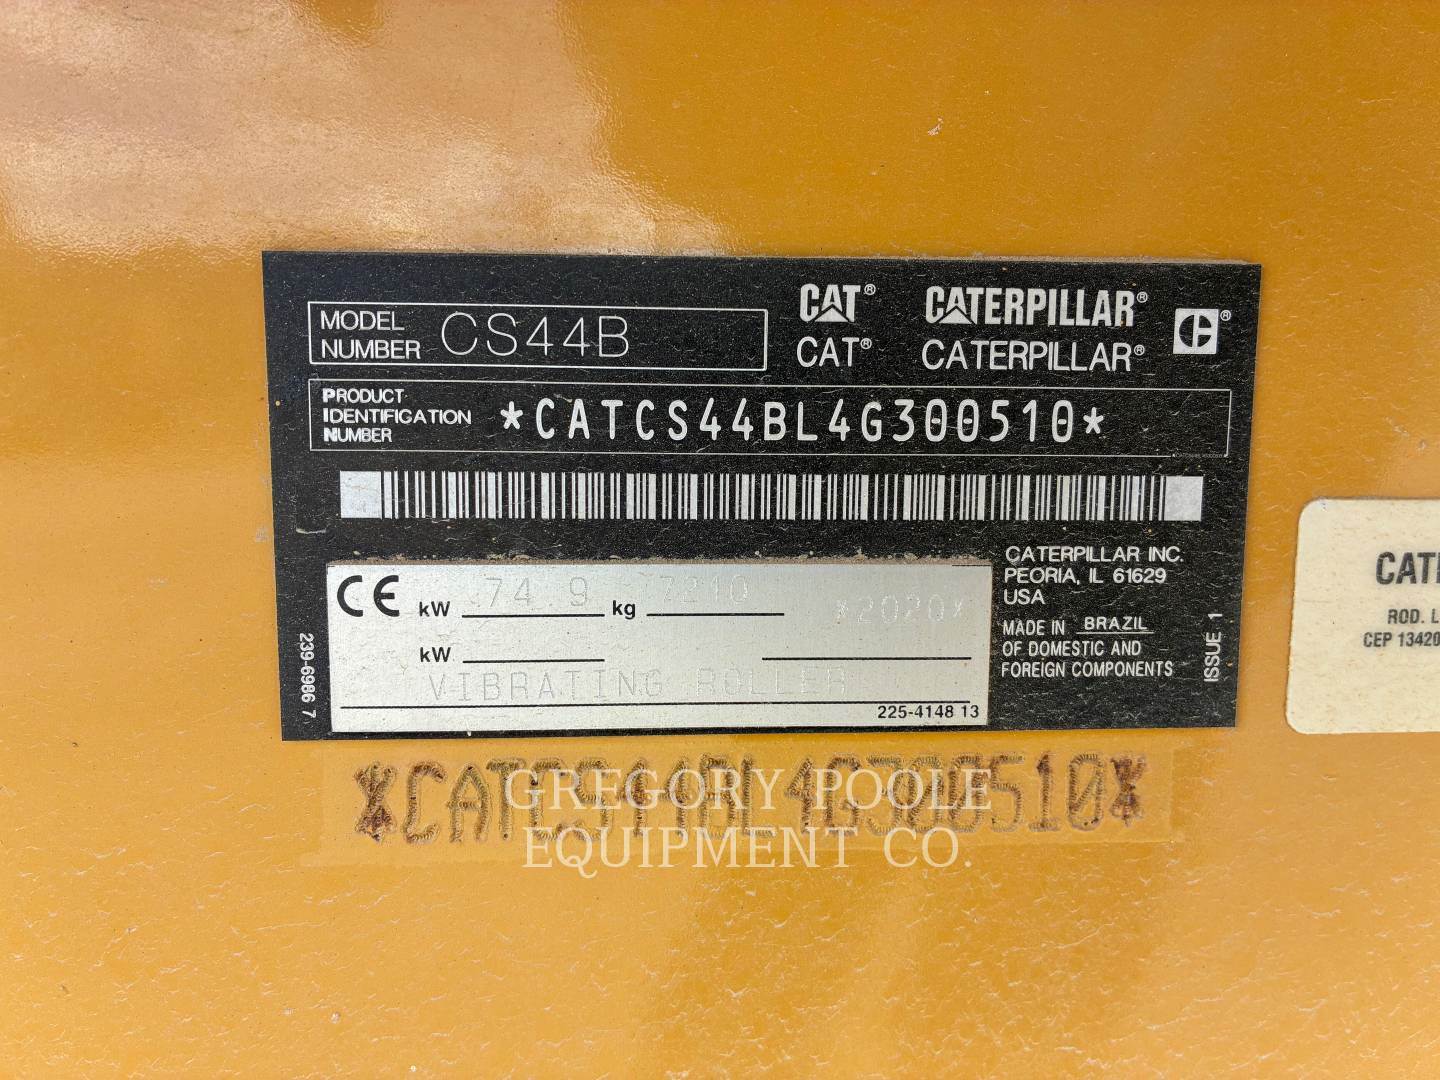 MODEL NUMBER CS44B
CAT® CATERPILLAR®
CAT® CATERPILLAR®
PRODUCT IDENTIFICATION NUMBER *CATCS44BL4G300510*
CE kW 74.9 kg 7210 *2020*
kW
VIBRATING ROLLER
225-4148 13
239-6986 7
CATERPILLAR INC.
PEORIA, IL 61629
USA
MADE IN BRAZIL
OF DOMESTIC AND
FOREIGN COMPONENTS
ISSUE 1
*CATCS44BL4G300510*
GREGORY POOLE
EQUIPMENT CO.
ROD. L
CEP 13420